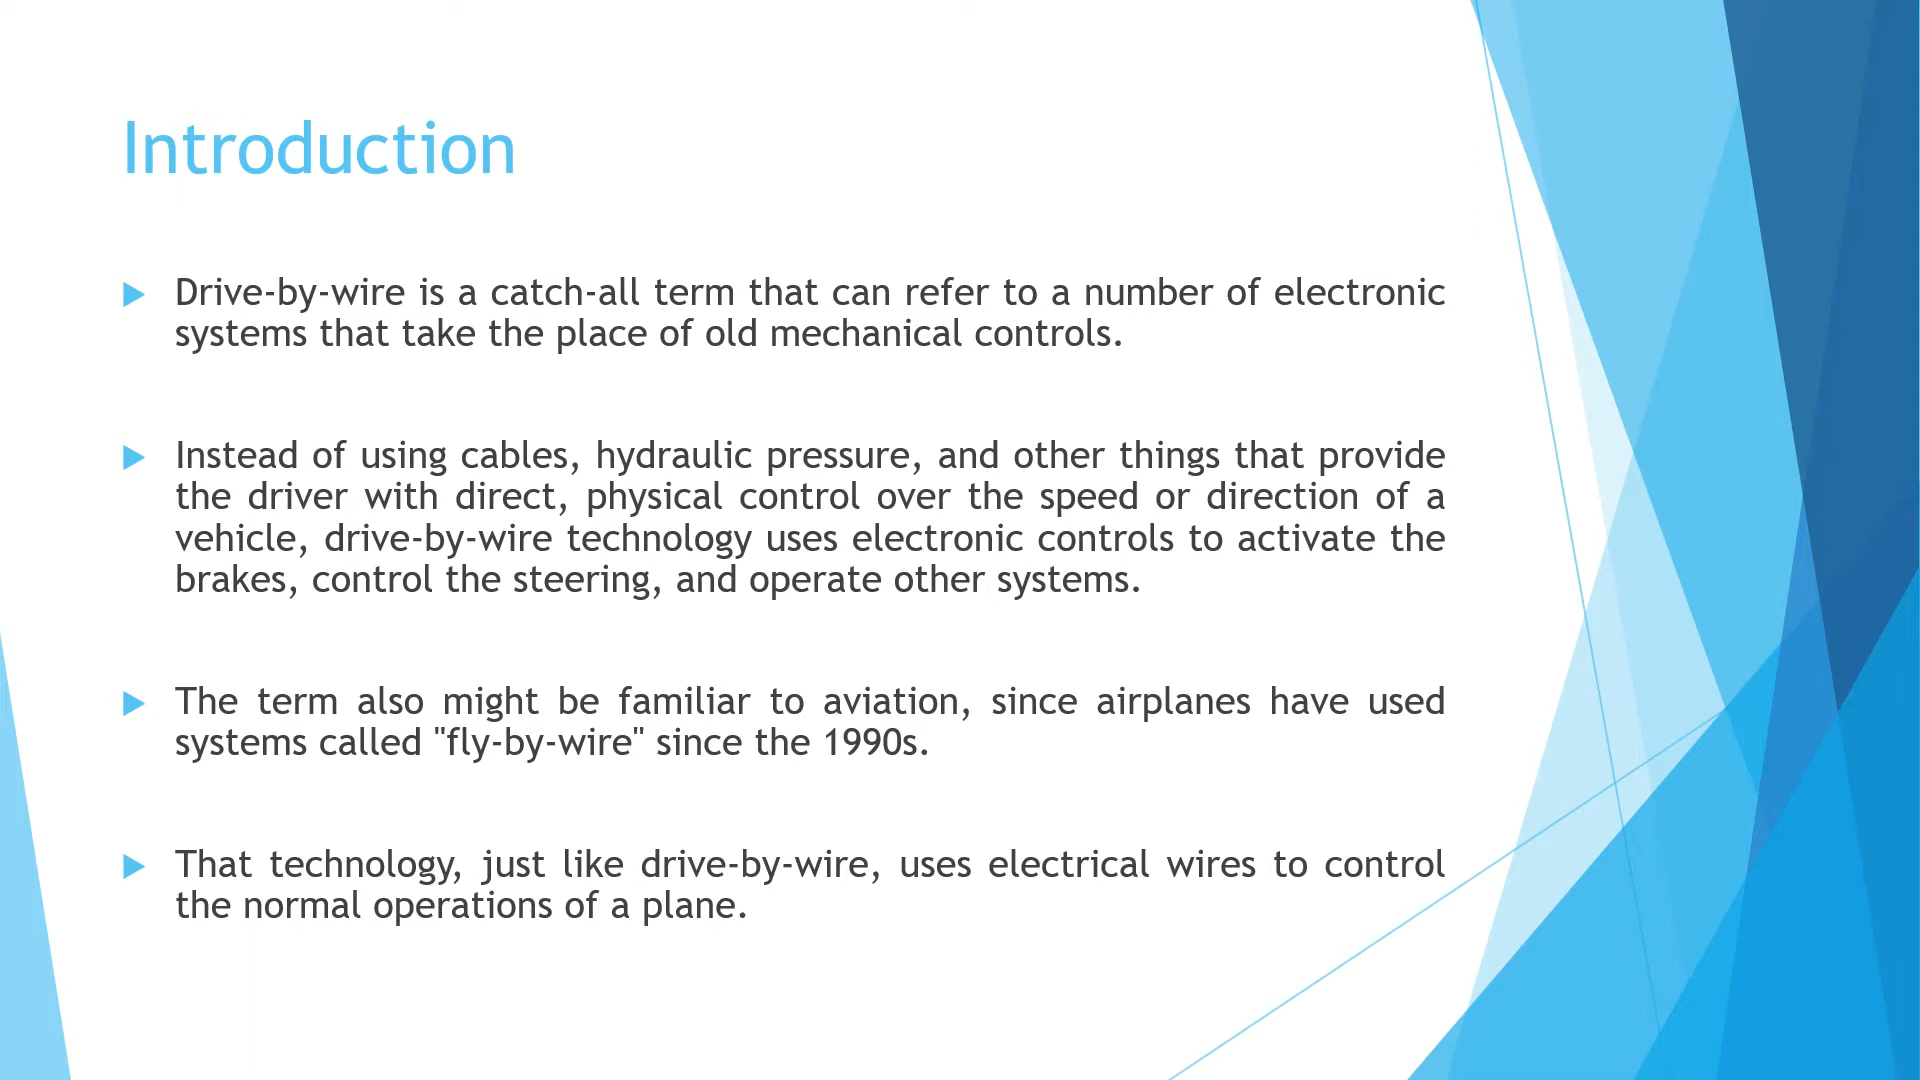 Introduction
Drive-by-wire is a catch-all term that can refer to a number of electronic
systems that take the place of old mechanical controls.
Instead of using cables, hydraulic pressure, and other things that provide
the driver with direct, physical control over the speed or direction of a
vehicle, drive-by-wire technology uses electronic controls to activate the
brakes, control the steering, and operate other systems.
The term also might be familiar to aviation, since airplanes have used
systems called "fly-by-wire" since the 1990s.
That technology, just like drive-by-wire, uses electrical wires to control
the normal operations of a plane.